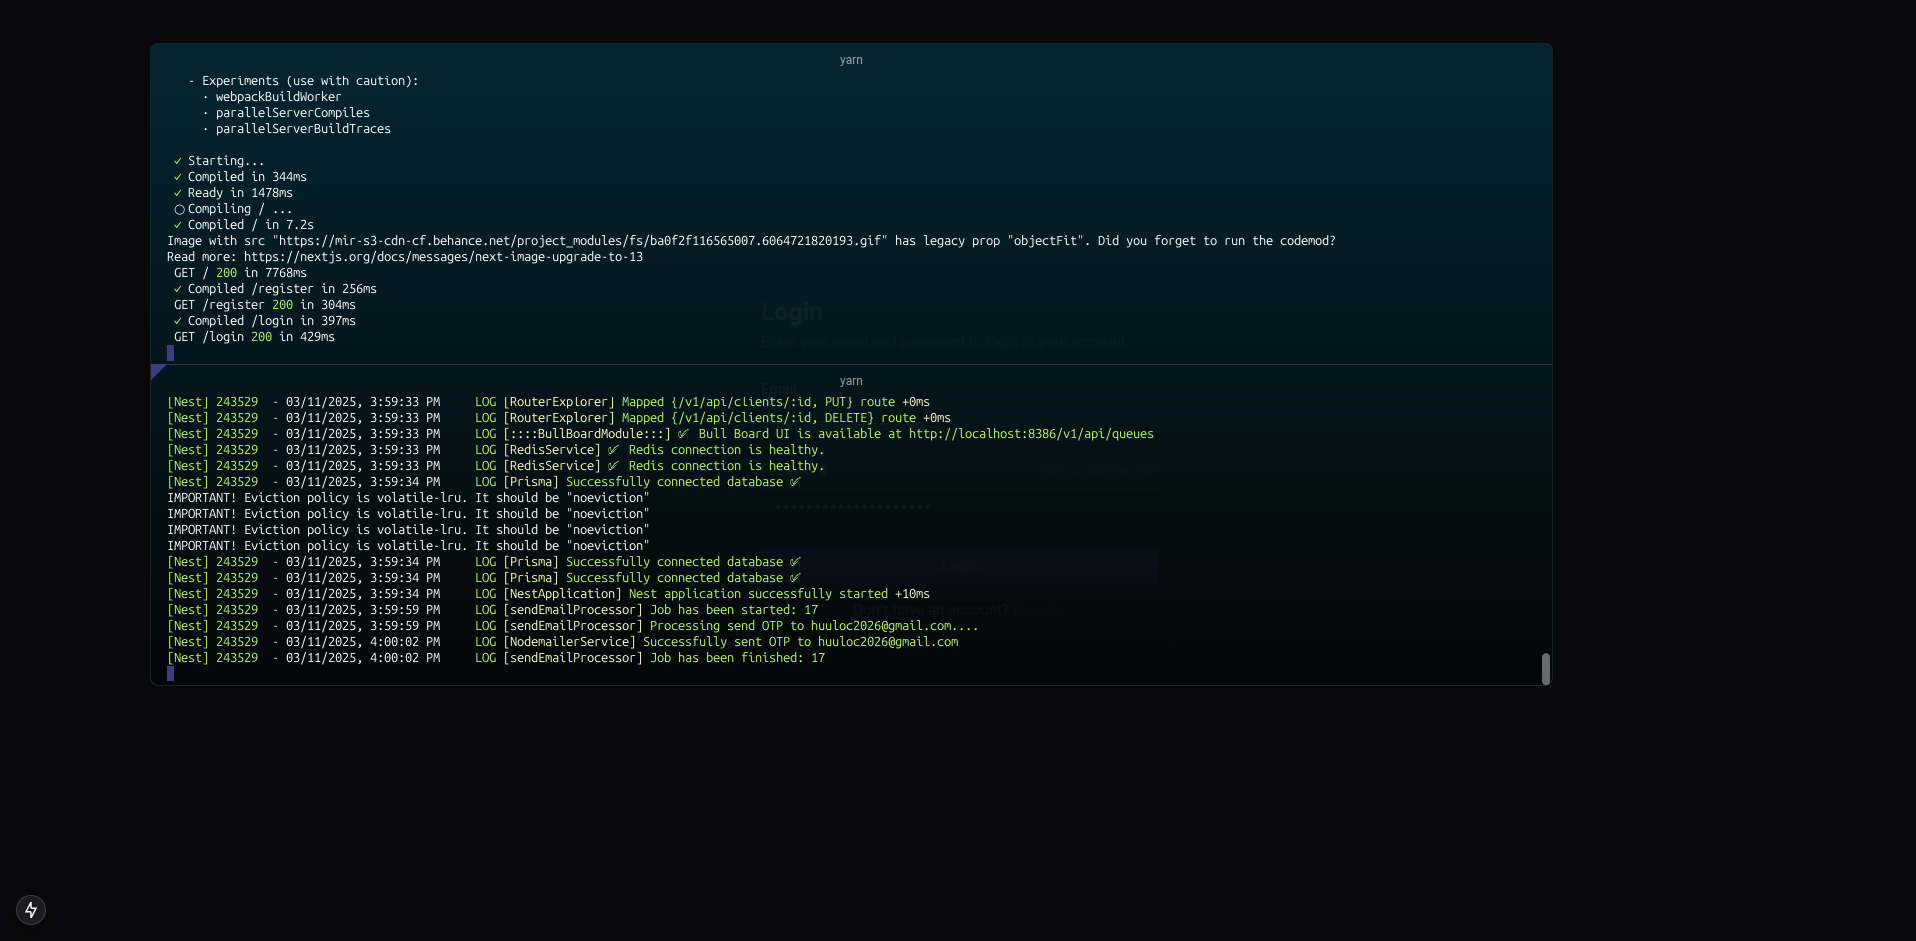 yarn
- Experiments (use with caution):
· webpackBuildWorker
· parallelServerCompiles
· parallelServerBuildTraces
✓ Starting...
✓ Compiled in 344ms
✓ Ready in 1478ms
○ Compiling / ...
✓ Compiled / in 7.2s
Image with src "https://mir-s3-cdn-cf.behance.net/project_modules/fs/ba0f2f116565007.6064721820193.gif" has legacy prop "objectFit". Did you forget to run the codemod?
Read more: https://nextjs.org/docs/messages/next-image-upgrade-to-13
GET / 200 in 7768ms
✓ Compiled /register in 256ms
GET /register 200 in 304ms
✓ Compiled /login in 397ms
GET /login 200 in 429ms
Login
Enter your email and password to login to your account
yarn
Email
[Nest] 243529  - 03/11/2025, 3:59:33 PM     LOG [RouterExplorer] Mapped {/v1/api/clients/:id, PUT} route +0ms
[Nest] 243529  - 03/11/2025, 3:59:33 PM     LOG [RouterExplorer] Mapped {/v1/api/clients/:id, DELETE} route +0ms
[Nest] 243529  - 03/11/2025, 3:59:33 PM     LOG [::::BullBoardModule:::] ✅ Bull Board UI is available at http://localhost:8386/v1/api/queues
[Nest] 243529  - 03/11/2025, 3:59:33 PM     LOG [RedisService] ✅ Redis connection is healthy.
[Nest] 243529  - 03/11/2025, 3:59:33 PM     LOG [RedisService] ✅ Redis connection is healthy.
[Nest] 243529  - 03/11/2025, 3:59:34 PM     LOG [Prisma] Successfully connected database ✅
IMPORTANT! Eviction policy is volatile-lru. It should be "noeviction"
IMPORTANT! Eviction policy is volatile-lru. It should be "noeviction"
IMPORTANT! Eviction policy is volatile-lru. It should be "noeviction"
IMPORTANT! Eviction policy is volatile-lru. It should be "noeviction"
[Nest] 243529  - 03/11/2025, 3:59:34 PM     LOG [Prisma] Successfully connected database ✅
[Nest] 243529  - 03/11/2025, 3:59:34 PM     LOG [Prisma] Successfully connected database ✅
Login
[Nest] 243529  - 03/11/2025, 3:59:34 PM     LOG [NestApplication] Nest application successfully started +10ms
[Nest] 243529  - 03/11/2025, 3:59:59 PM     LOG [sendEmailProcessor] Job has been started: 17
Don't have an account?
[Nest] 243529  - 03/11/2025, 3:59:59 PM     LOG [sendEmailProcessor] Processing send OTP to huuloc2026@gmail.com....
[Nest] 243529  - 03/11/2025, 4:00:02 PM     LOG [NodemailerService] Successfully sent OTP to huuloc2026@gmail.com
[Nest] 243529  - 03/11/2025, 4:00:02 PM     LOG [sendEmailProcessor] Job has been finished: 17